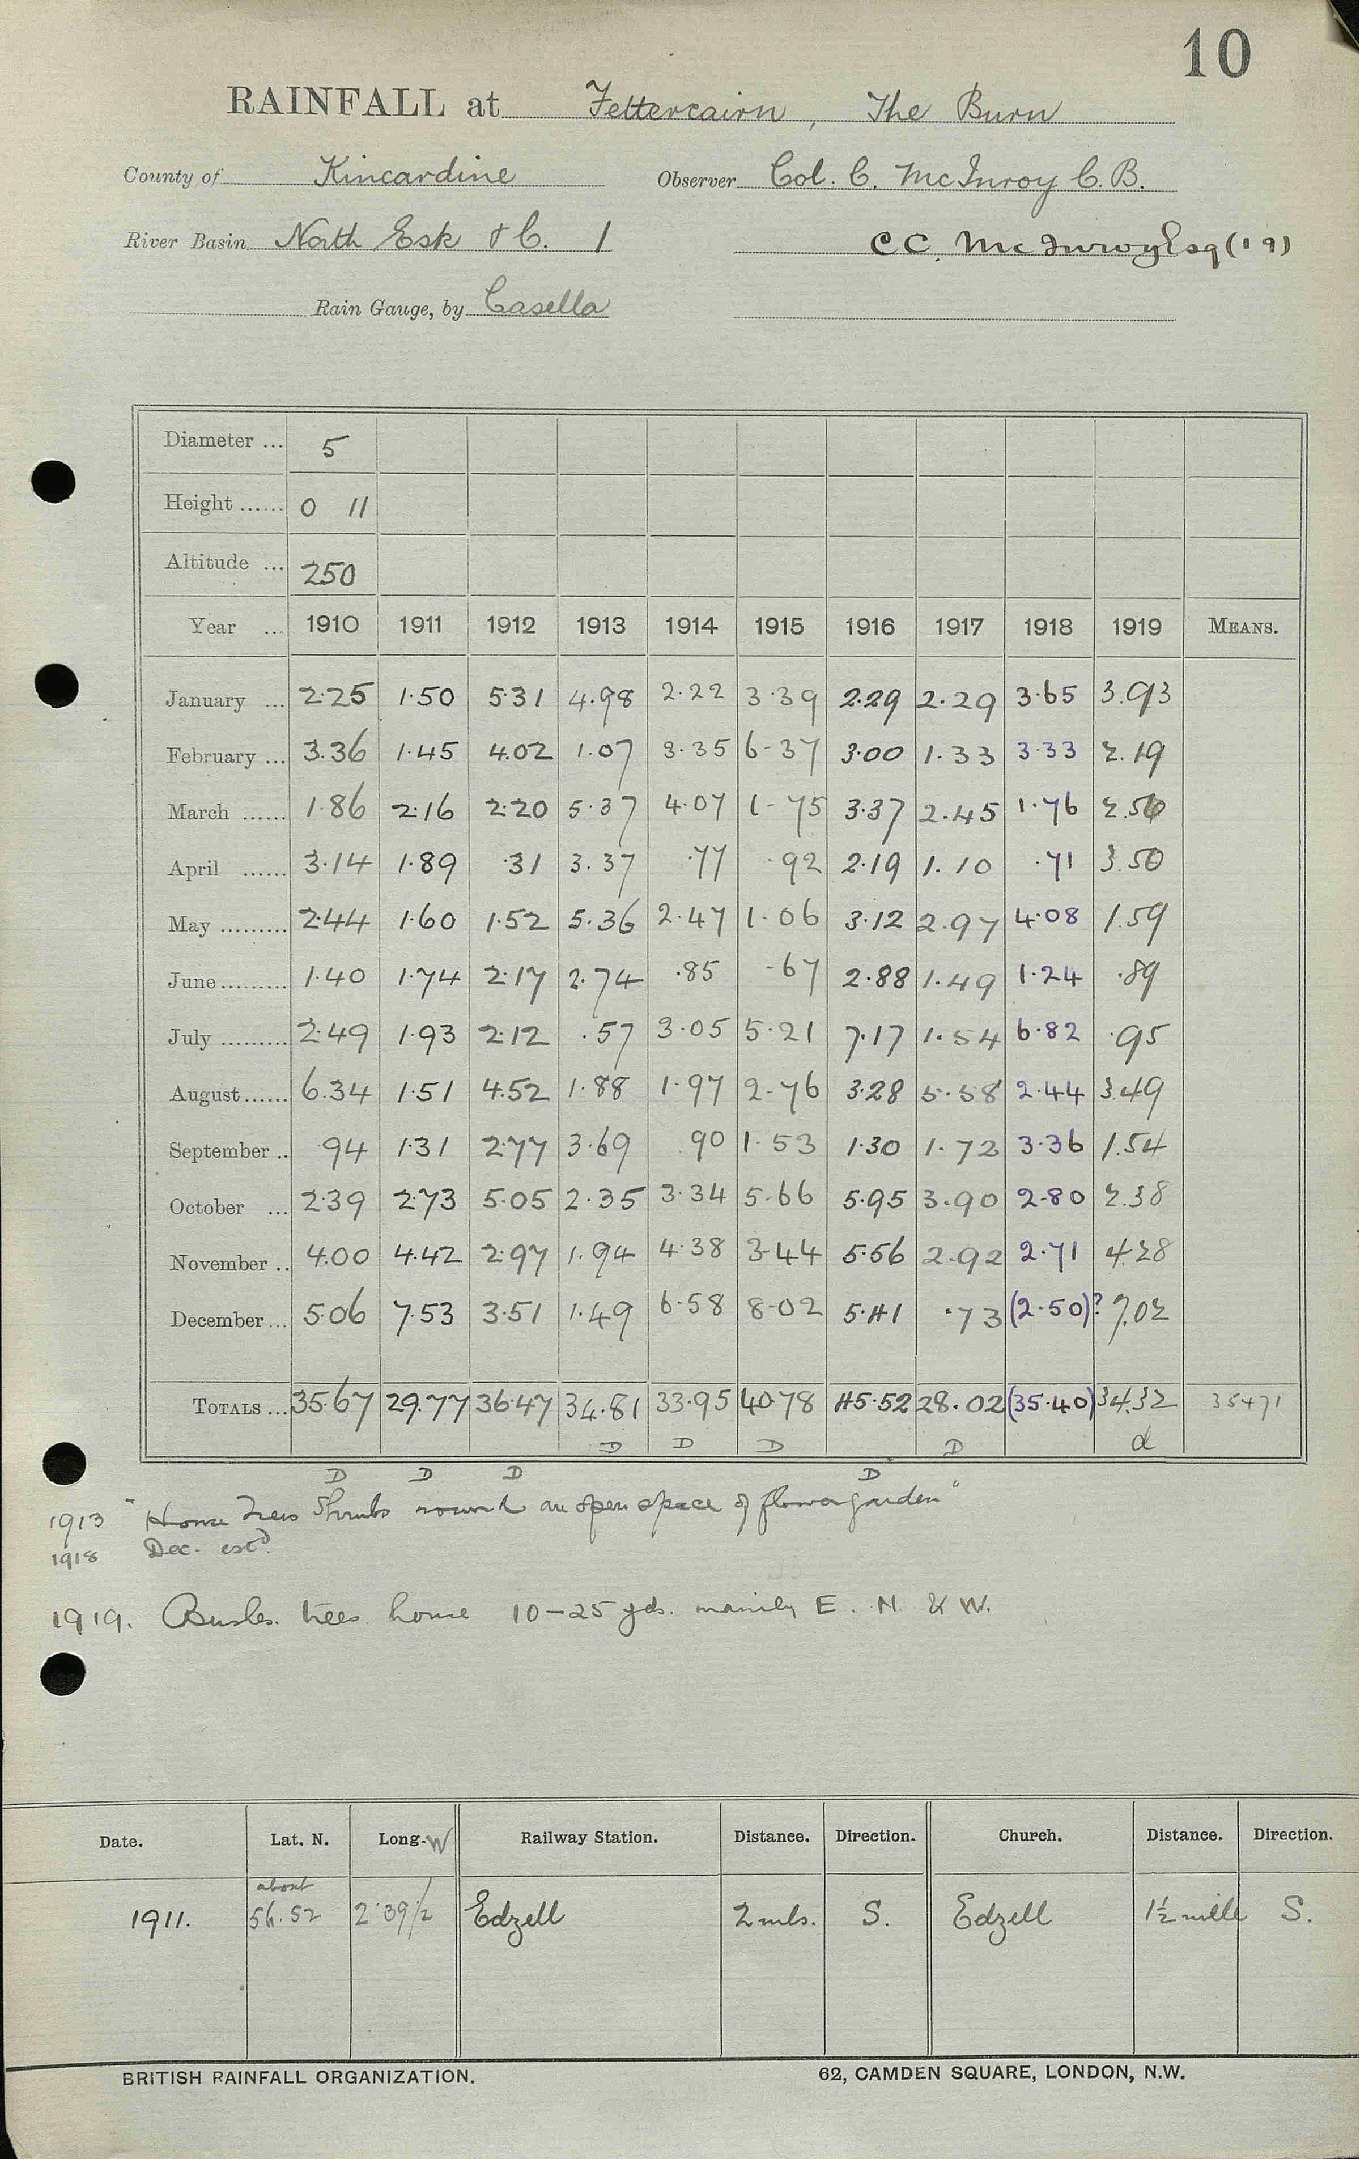 10
RAINFALL at Fettercairn, The Burn
County of Kincardine Observer Col. C. McInroy C.B.
River Basin North Esk &C. 1 C.C. McInroy Esq (19)
Rain Gauge, by Casella
Diameter ... 5
Height ...... 0 11
Altitude ... 250
Year ... 1910 1911 1912 1913 1914 1915 1916 1917 1918 1919 MEANS.
January ... 2.25 1.50 5.31 4.98 2.22 3.39 2.29 2.29 3.65 3.93
February ... 3.36 1.45 4.02 1.07 3.35 6.37 3.00 1.33 3.33 2.19
March ...... 1.86 2.16 2.20 5.37 4.07 1.75 3.37 2.45 1.76 2.56
April ...... 3.14 1.89 .31 3.37 .77 .92 2.19 1.10 .71 3.50
May ......... 2.44 1.60 1.52 5.36 2.47 1.06 3.12 2.97 4.08 1.59
June ......... 1.40 1.74 2.17 2.74 .85 .67 2.88 1.49 1.24 .89
July ......... 2.49 1.93 2.12 .57 3.05 5.21 7.17 1.54 6.82 .95
August ...... 6.34 1.51 4.52 1.88 1.97 2.76 3.28 5.58 2.44 3.49
September .. .94 1.31 2.77 3.69 .90 1.53 1.30 1.72 3.36 1.54
October ... 2.39 2.73 5.05 2.35 3.34 5.66 5.95 3.90 2.80 2.38
November .. 4.00 4.42 2.97 1.94 4.38 3.44 5.56 2.92 2.71 4.28
December ... 5.06 7.53 3.51 1.49 6.58 8.02 5.41 .73 (2.50)? 7.02
TOTALS ... 35.67 29.77 36.47 34.81 33.95 40.78 45.52 28.02 (35.40) 34.32 35471
D D D D d
D D D D
1913 "House Trees Shrubs round an open space of flower garden"
1918 Dec. estd.
1919. Bushes. trees house 10-25 yds. mainly E. N. & W.
Date. Lat. N. Long. W Railway Station. Distance. Direction. Church. Distance. Direction.
about
1911. 56.52 2.39½ Edzell 2 mls. S. Edzell 1½ mile S.
BRITISH RAINFALL ORGANIZATION. 62, CAMDEN SQUARE, LONDON, N.W.